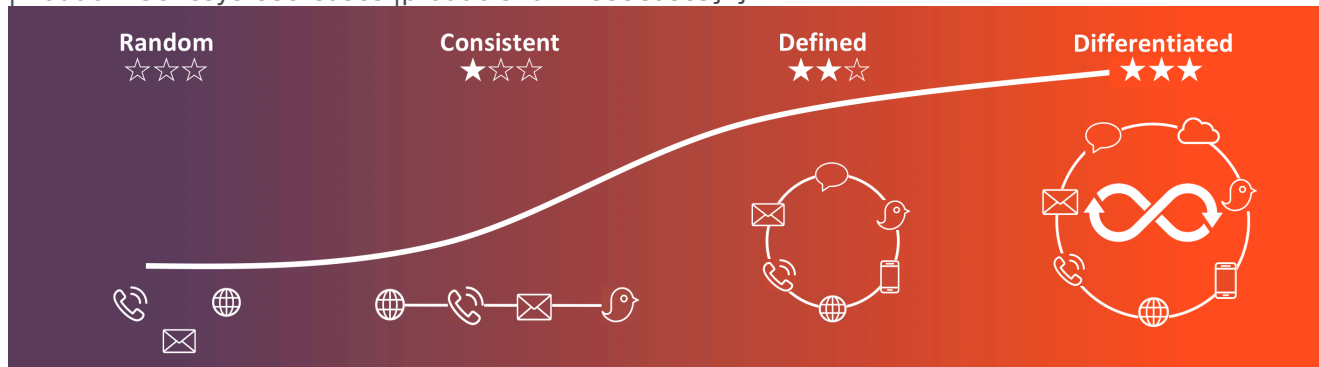 Random Consistent Defined Differentiated
☆☆☆ ★☆☆ ★★☆ ★★★